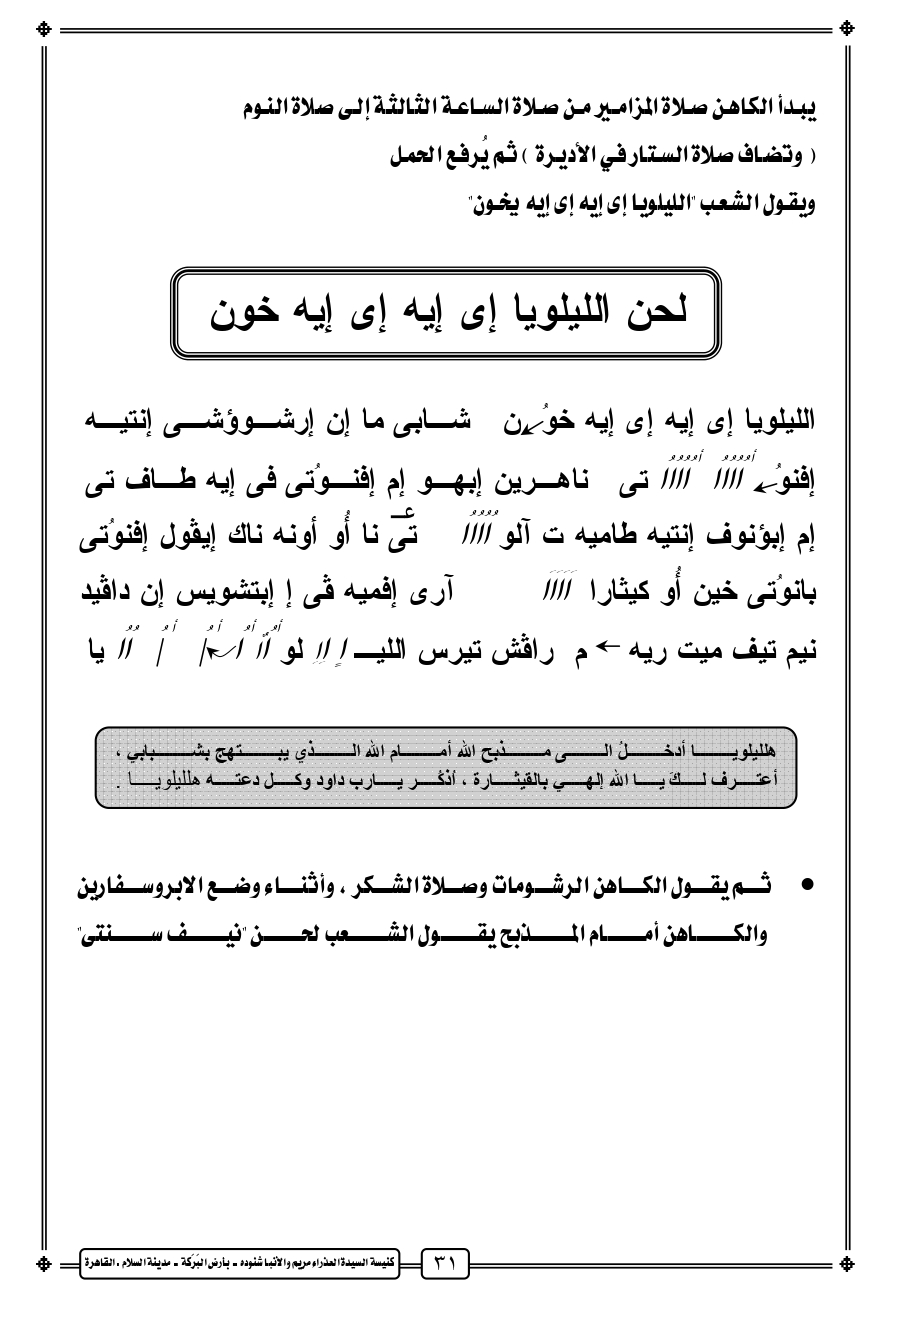 يبدأ الكاهن صلاة المزامير من صلاة الساعة الثالثة إلى صلاة النوم
( وتضاف صلاة الستار في الأديرة ) ثم يُرفع الحمل
ويقول الشعب "الليلويا إى إيه إى إيه يخون"
لحن الليلويا إى إيه إى إيه خون
الليلويا إى إيه إى إيه خوُن شابى ما إن إرشوؤشى إنتيه
إفنوُ تى ناهرين إبهو إم إفنوُتى فى إيه طاف تى
إم إبؤنوف إنتيه طاميه ت آلو تى نا أُو أونه ناك إيڤول إفنوُتى
بانوُتى خين أُو كيثارا آرى إفميه ڤى إ إبتشويس إن داڤيد
نيم تيف ميت ريه م راڤش تيرس الليـ لو يا
هلليلويا أدخلُ الى مذبح الله أمام الله الذي يبتهج بشبابي ،
أعترف لكَ يا الله إلهي بالقيثارة ، أذكُر يارب داود وكل دعته هلليلويا .
• ثم يقول الكاهن الرشومات وصلاة الشكر ، وأثناء وضع الابروسفارين
والكاهن أمام المذبح يقول الشعب لحن "نيف سنتى"
كنيسة السيدة العذراء مريم والأنبا شنوده - بأرض البَرَكة - مدينة السلام . القاهرة
٣١